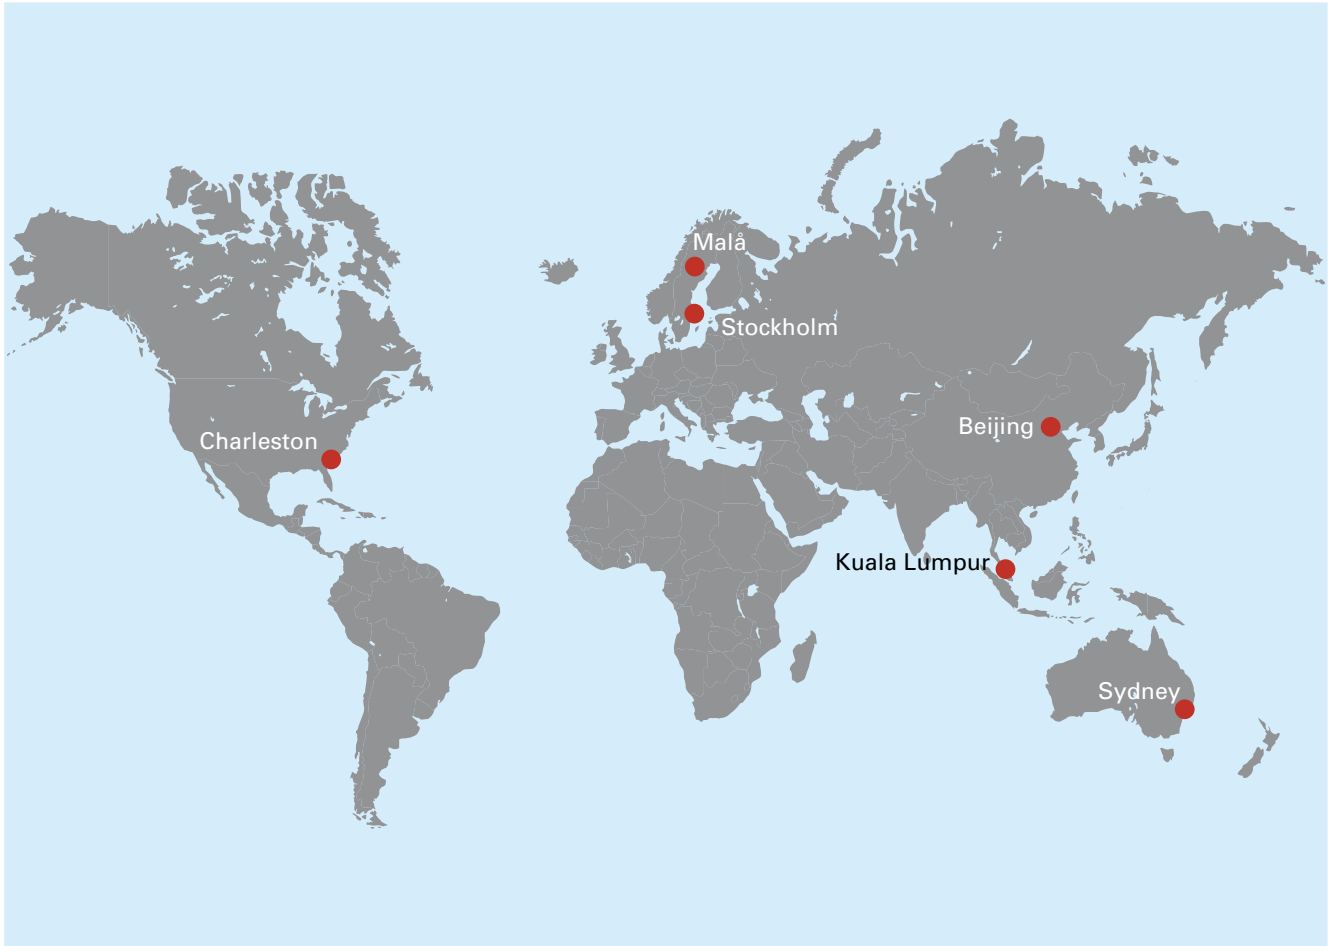 Malå
Stockholm
Beijing
Charleston
Kuala Lumpur
Sydney